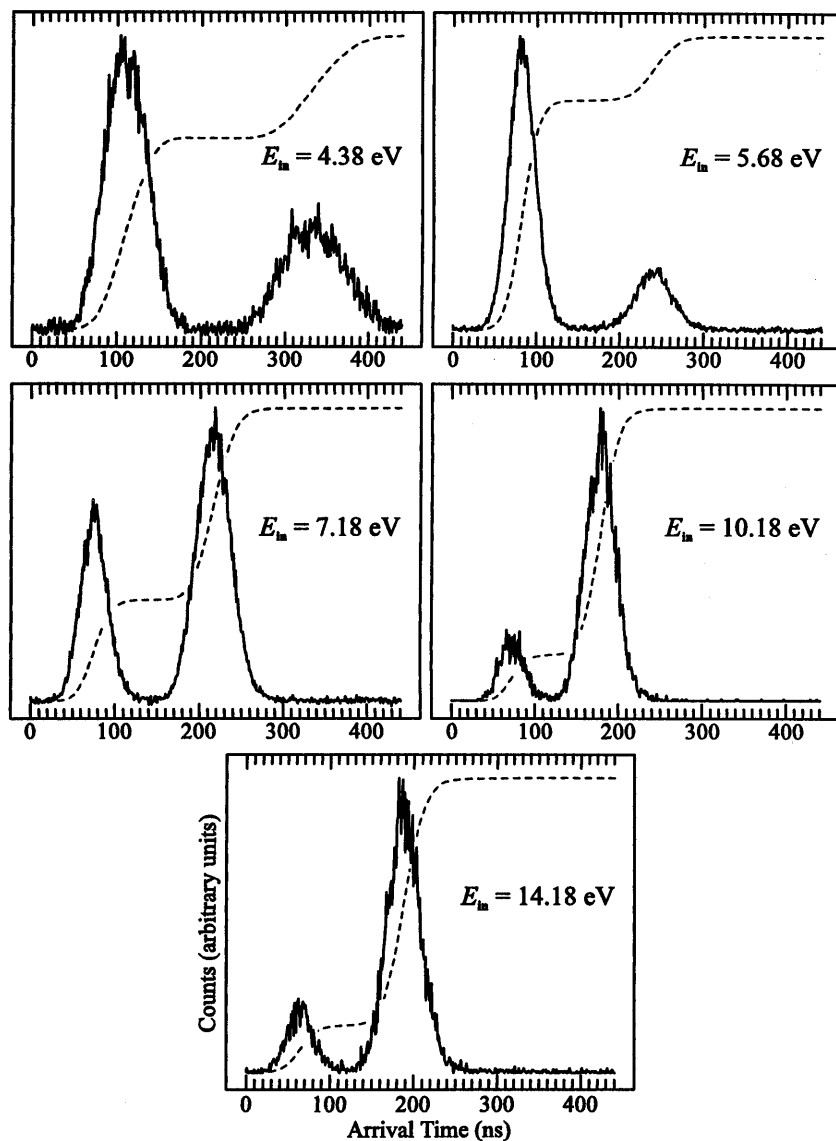 E_in = 4.38 eV
0 100 200 300 400
E_in = 5.68 eV
0 100 200 300 400
E_in = 7.18 eV
0 100 200 300 400
E_in = 10.18 eV
0 100 200 300 400
E_in = 14.18 eV
Counts (arbitrary units)
0 100 200 300 400
Arrival Time (ns)